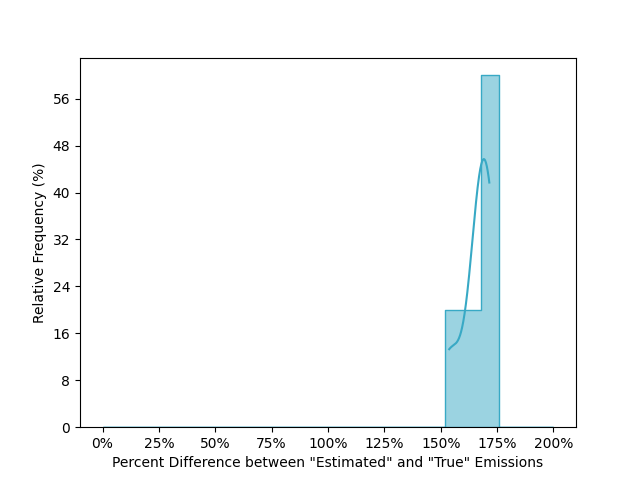 Relative Frequency (%)
56
48
40
32
24
16
8
0
0% 25% 50% 75% 100% 125% 150% 175% 200%
Percent Difference between "Estimated" and "True" Emissions